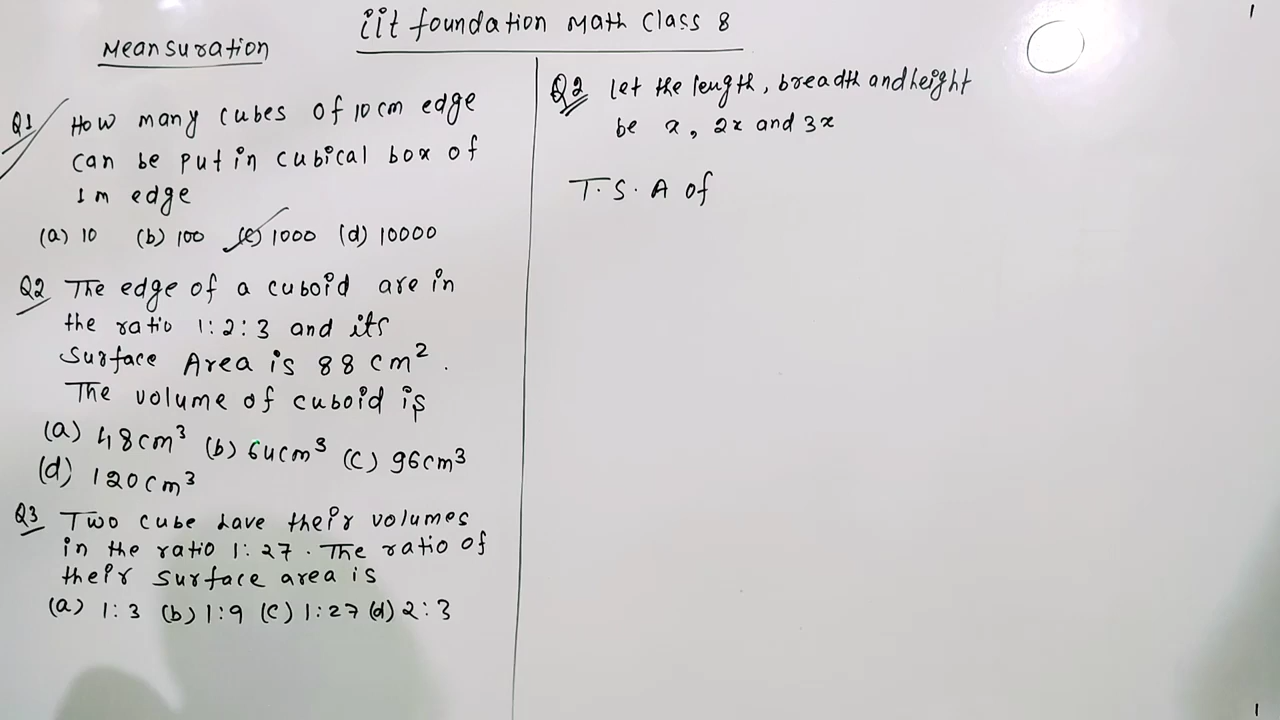 iit foundation Math Class 8
Meansuration
Q1 How many cubes of 10 cm edge
can be put in cubical box of
1m edge
(a) 10 (b) 100 (c) 1000 (d) 10000
Q2 The edge of a cuboid are in
the ratio 1:2:3 and its
Surface Area is 88 cm².
The volume of cuboid is
(a) 48cm³ (b) 64cm³ (c) 96cm³
(d) 120cm³
Q3 Two cube have their volumes
in the ratio 1:27. The ratio of
their surface area is
(a) 1:3 (b) 1:9 (c) 1:27 (d) 2:3
Q2 Let the length, breadth and height
be x, 2x and 3x
T.S.A of
1
1